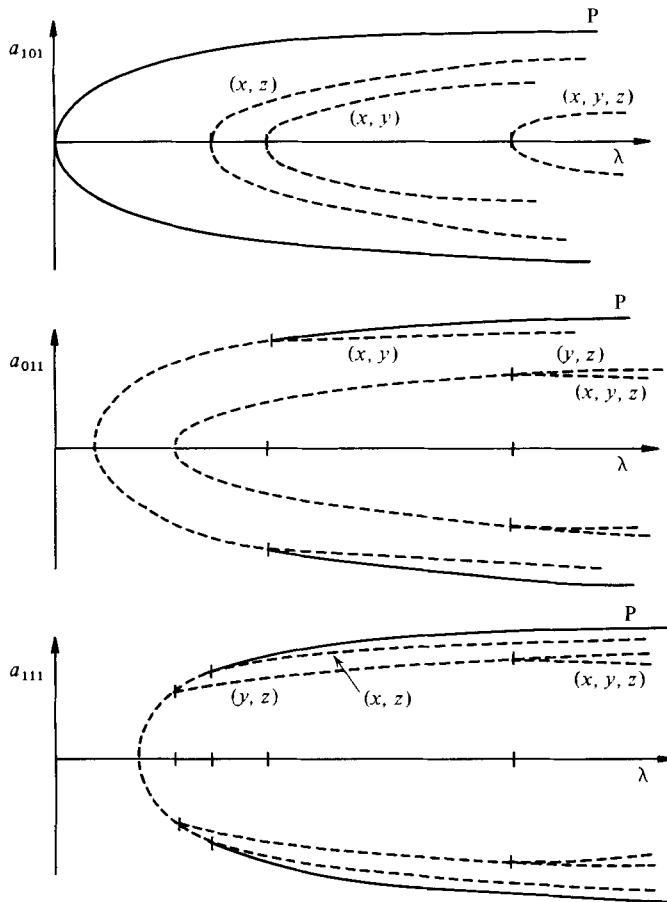 P
a101
(x, z)
(x, y)
(x, y, z)
λ
P
a011
(x, y)
(y, z)
(x, y, z)
λ
P
a111
(y, z)
(x, z)
(x, y, z)
λ